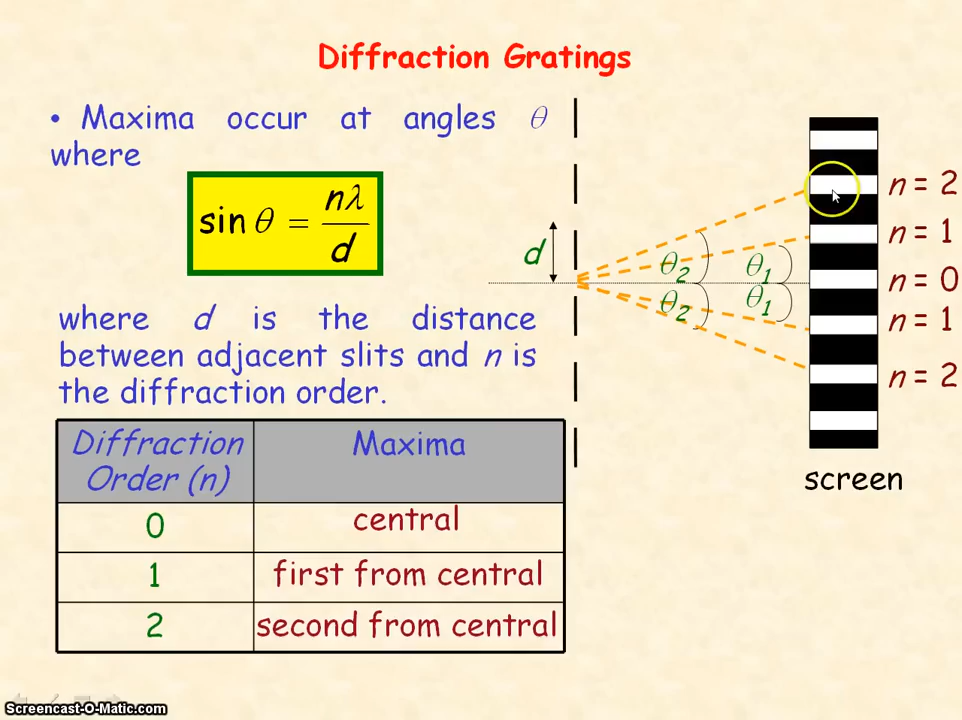 Diffraction Gratings
• Maxima occur at angles θ
where
sin θ = nλ / d
where d is the distance
between adjacent slits and n is
the diffraction order.
Diffraction Order (n)
Maxima
0
central
1
first from central
2
second from central
d
θ2
θ1
θ2
θ1
n = 2
n = 1
n = 0
n = 1
n = 2
screen
Screencast-O-Matic.com